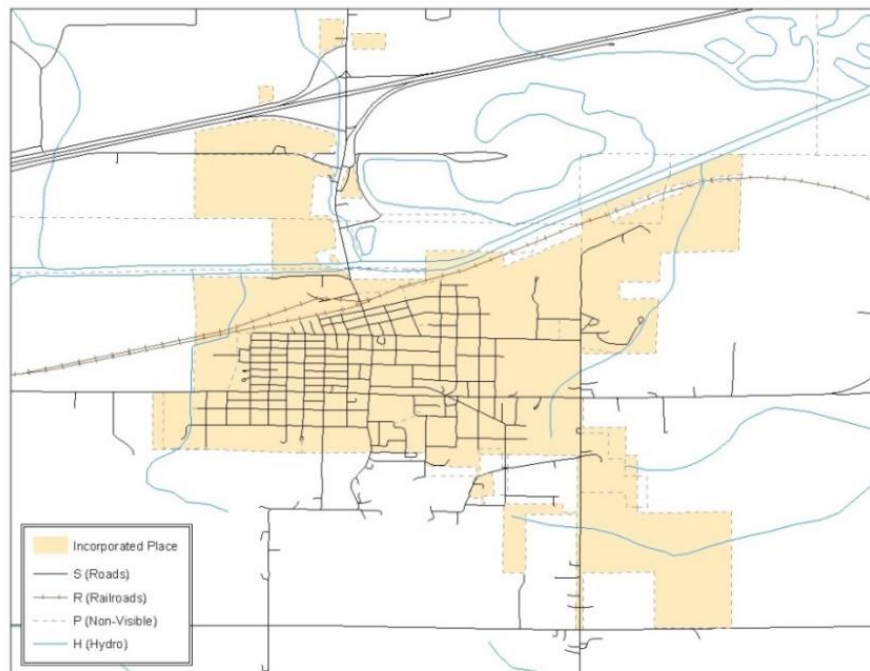 Incorporated Place
S (Roads)
R (Railroads)
P (Non-Visible)
H (Hydro)